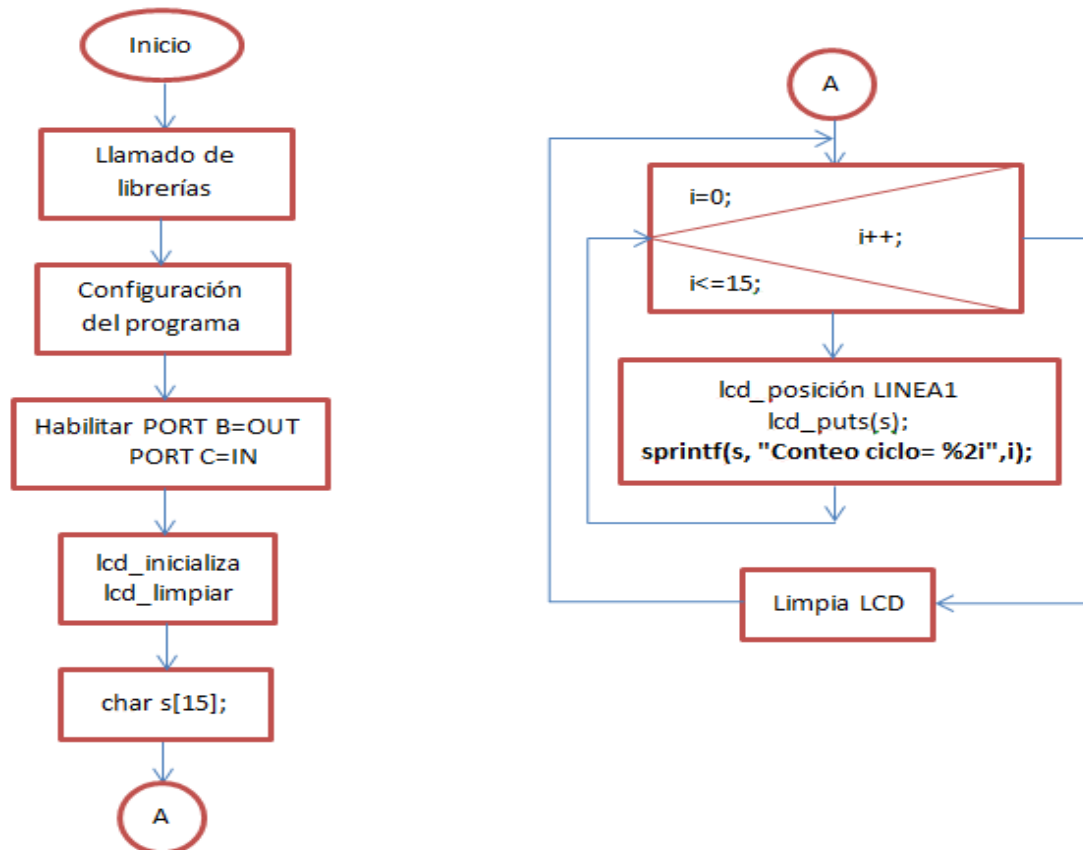 Inicio
Llamado de
librerías
Configuración
del programa
Habilitar PORT B=OUT
PORT C=IN
lcd_inicializa
lcd_limpiar
char s[15];
A
A
i=0;
i++;
i<=15;
lcd_posición LINEA1
lcd_puts(s);
sprintf(s, "Conteo ciclo= %2i",i);
Limpia LCD